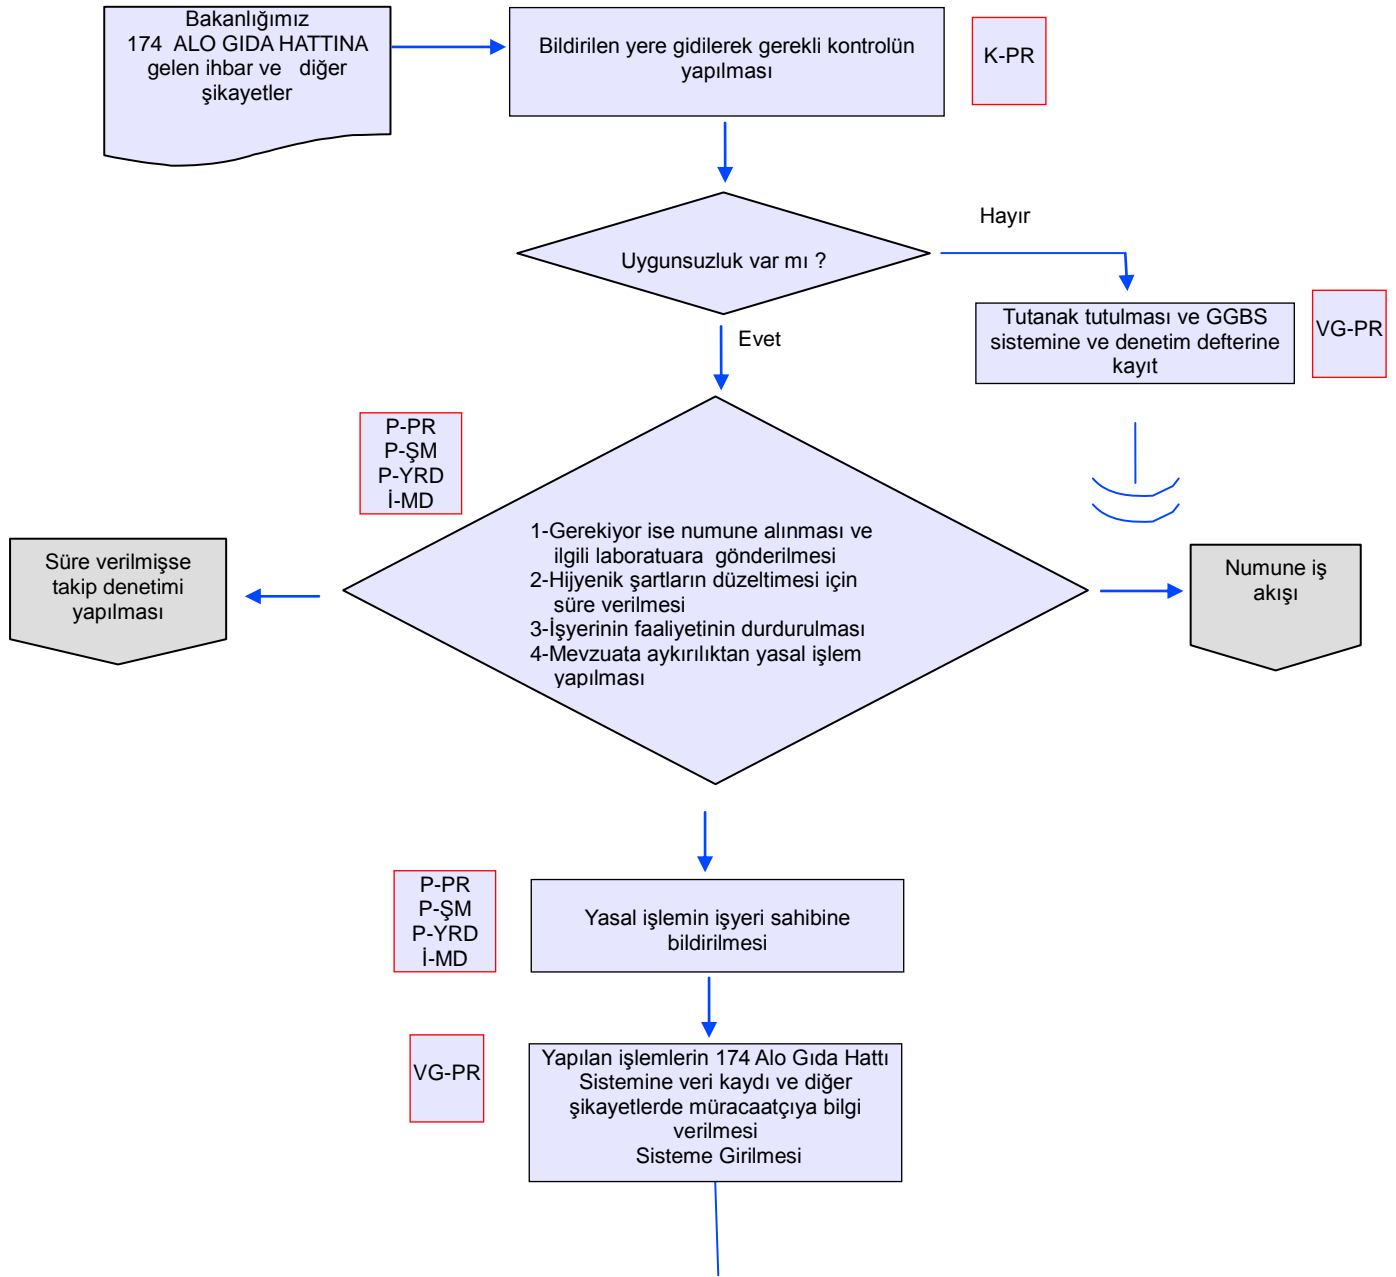 Bakanlığımız
174 ALO GIDA HATTINA
gelen ihbar ve diğer
şikayetler
Bildirilen yere gidilerek gerekli kontrolün
yapılması
K-PR
Uygunsuzluk var mı ?
Hayır
Evet
Tutanak tutulması ve GGBS
sistemine ve denetim defterine
kayıt
VG-PR
P-PR
P-ŞM
P-YRD
İ-MD
Süre verilmişse
takip denetimi
yapılması
1-Gerekiyor ise numune alınması ve
ilgili laboratuara gönderilmesi
2-Hijyenik şartların düzeltimesi için
süre verilmesi
3-İşyerinin faaliyetinin durdurulması
4-Mevzuata aykırılıktan yasal işlem
yapılması
Numune iş
akışı
P-PR
P-ŞM
P-YRD
İ-MD
Yasal işlemin işyeri sahibine
bildirilmesi
VG-PR
Yapılan işlemlerin 174 Alo Gıda Hattı
Sistemine veri kaydı ve diğer
şikayetlerde müracaatçıya bilgi
verilmesi
Sisteme Girilmesi